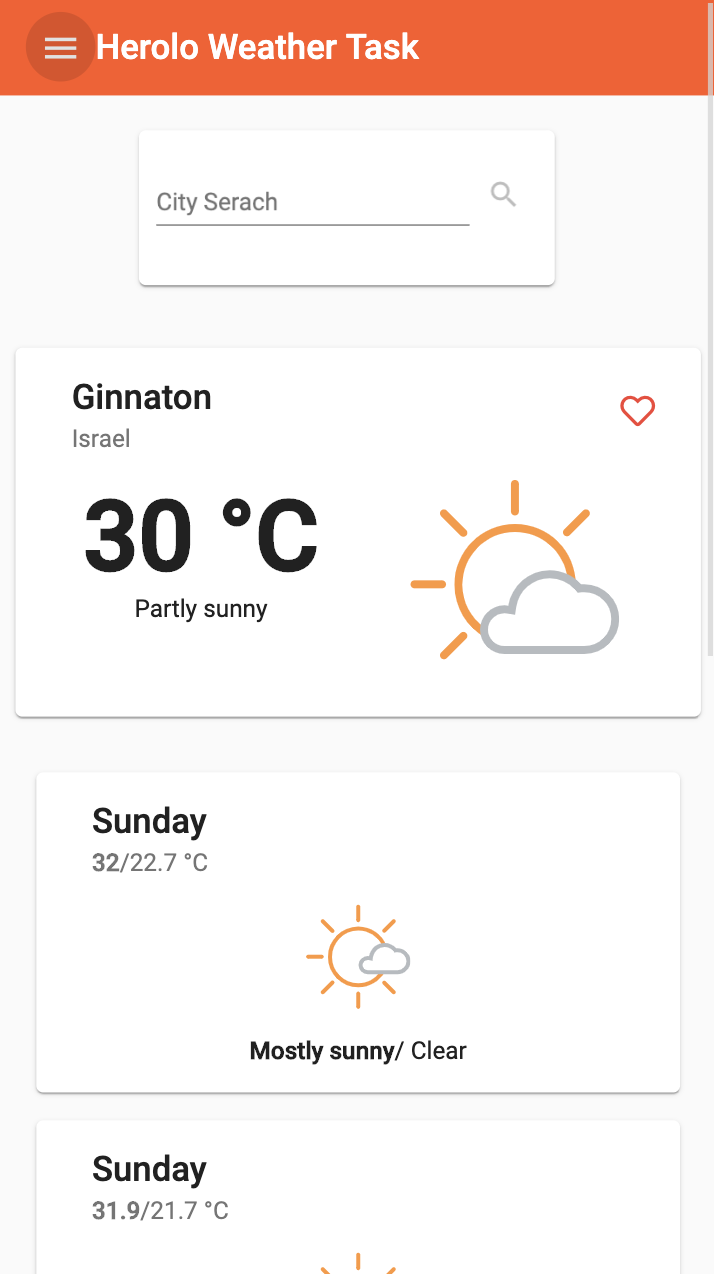 Herolo Weather Task
City Serach
Ginnaton
Israel
30 °C
Partly sunny
Sunday
32/22.7 °C
Mostly sunny/ Clear
Sunday
31.9/21.7 °C